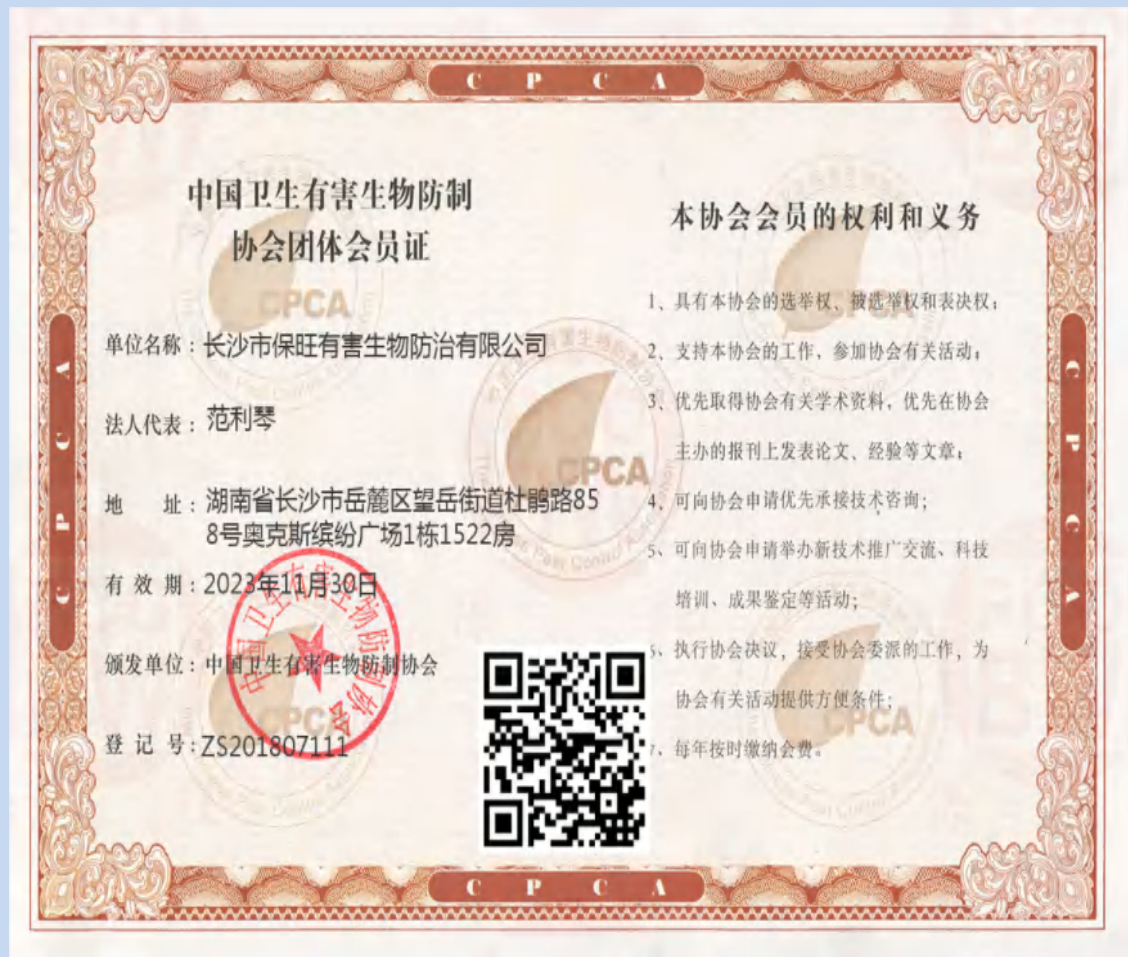 C P C A
中国卫生有害生物防制
协会团体会员证
单位名称：长沙市保旺有害生物防治有限公司
法人代表：范利琴
地 址：湖南省长沙市岳麓区望岳街道杜鹃路85
8号奥克斯缤纷广场1栋1522房
有 效 期：2023年11月30日
颁发单位：中国卫生有害生物防制协会
登 记 号：ZS201807111
中国卫生有害生物防制协会
本协会会员的权利和义务
1、具有本协会的选举权、被选举权和表决权；
2、支持本协会的工作、参加协会有关活动；
3、优先取得协会有关学术资料，优先在协会
主办的报刊上发表论文、经验等文章；
4、可向协会申请优先承接技术咨询；
5、可向协会申请举办新技术推广交流、科技
培训、成果鉴定等活动；
6、执行协会决议，接受协会委派的工作，为
协会有关活动提供方便条件；
7、每年按时缴纳会费。
CPCA
CPCA
CPCA
CPCA
CPCA
C P C A
C P C A
C P C A